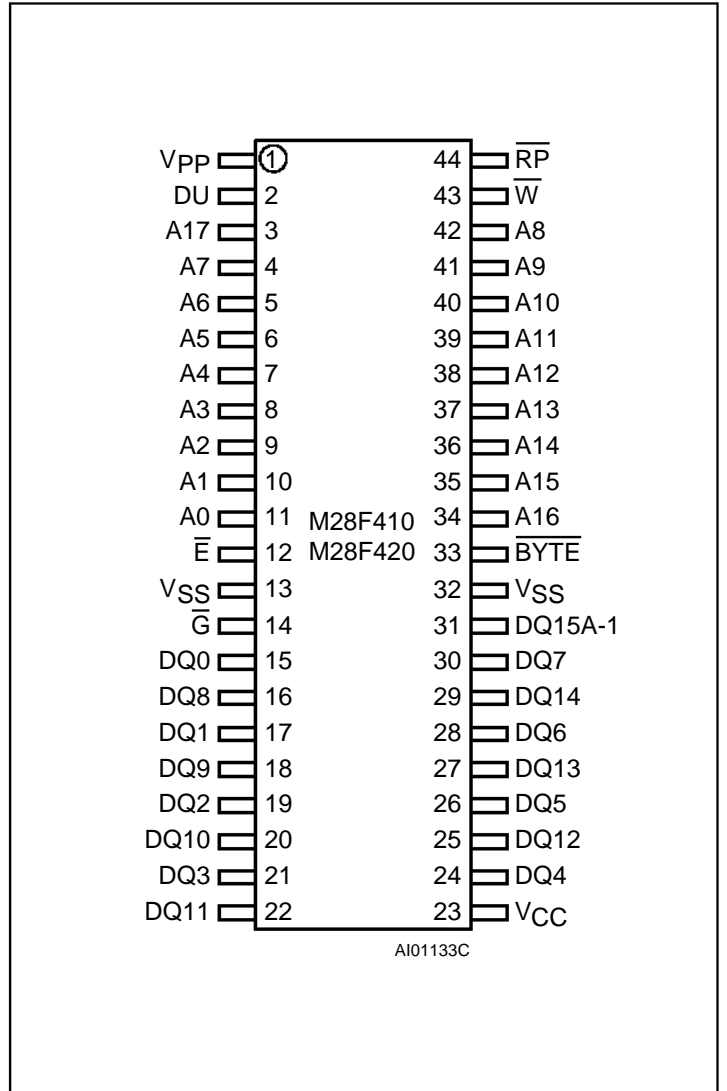 VPP 1 44 R̅P̅
DU 2 43 W̅
A17 3 42 A8
A7 4 41 A9
A6 5 40 A10
A5 6 39 A11
A4 7 38 A12
A3 8 37 A13
A2 9 36 A14
A1 10 35 A15
A0 11 M28F410 34 A16
E̅ 12 M28F420 33 B̅Y̅T̅E̅
VSS 13 32 VSS
G̅ 14 31 DQ15A-1
DQ0 15 30 DQ7
DQ8 16 29 DQ14
DQ1 17 28 DQ6
DQ9 18 27 DQ13
DQ2 19 26 DQ5
DQ10 20 25 DQ12
DQ3 21 24 DQ4
DQ11 22 23 VCC
AI01133C